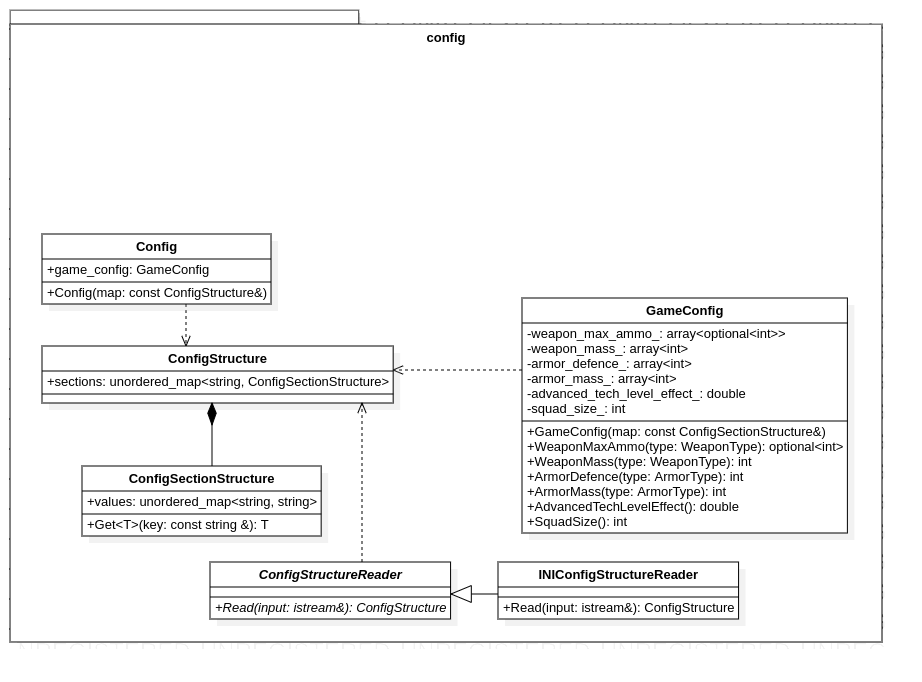 config
Config
+game_config: GameConfig
+Config(map: const ConfigStructure&)
ConfigStructure
+sections: unordered_map<string, ConfigSectionStructure>
ConfigSectionStructure
+values: unordered_map<string, string>
+Get<T>(key: const string &): T
GameConfig
-weapon_max_ammo_: array<optional<int>>
-weapon_mass_: array<int>
-armor_defence_: array<int>
-armor_mass_: array<int>
-advanced_tech_level_effect_: double
-squad_size_: int
+GameConfig(map: const ConfigSectionStructure&)
+WeaponMaxAmmo(type: WeaponType): optional<int>
+WeaponMass(type: WeaponType): int
+ArmorDefence(type: ArmorType): int
+ArmorMass(type: ArmorType): int
+AdvancedTechLevelEffect(): double
+SquadSize(): int
ConfigStructureReader
+Read(input: istream&): ConfigStructure
INIConfigStructureReader
+Read(input: istream&): ConfigStructure